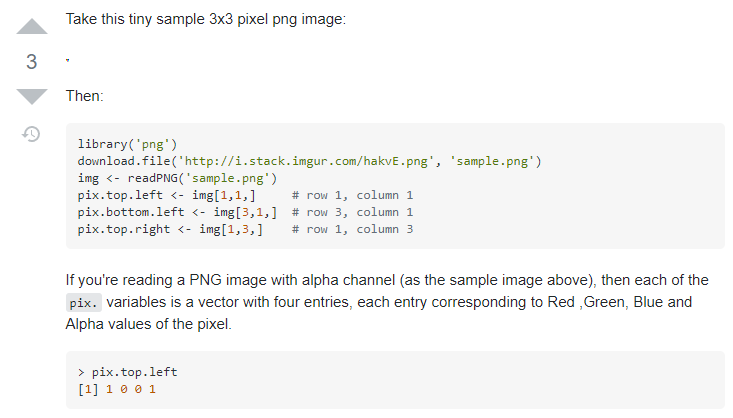 Take this tiny sample 3x3 pixel png image:
3
Then:
library('png')
download.file('http://i.stack.imgur.com/hakvE.png', 'sample.png')
img <- readPNG('sample.png')
pix.top.left <- img[1,1,]     # row 1, column 1
pix.bottom.left <- img[3,1,]  # row 3, column 1
pix.top.right <- img[1,3,]    # row 1, column 3
If you're reading a PNG image with alpha channel (as the sample image above), then each of the
pix. variables is a vector with four entries, each entry corresponding to Red ,Green, Blue and
Alpha values of the pixel.
> pix.top.left
[1] 1 0 0 1